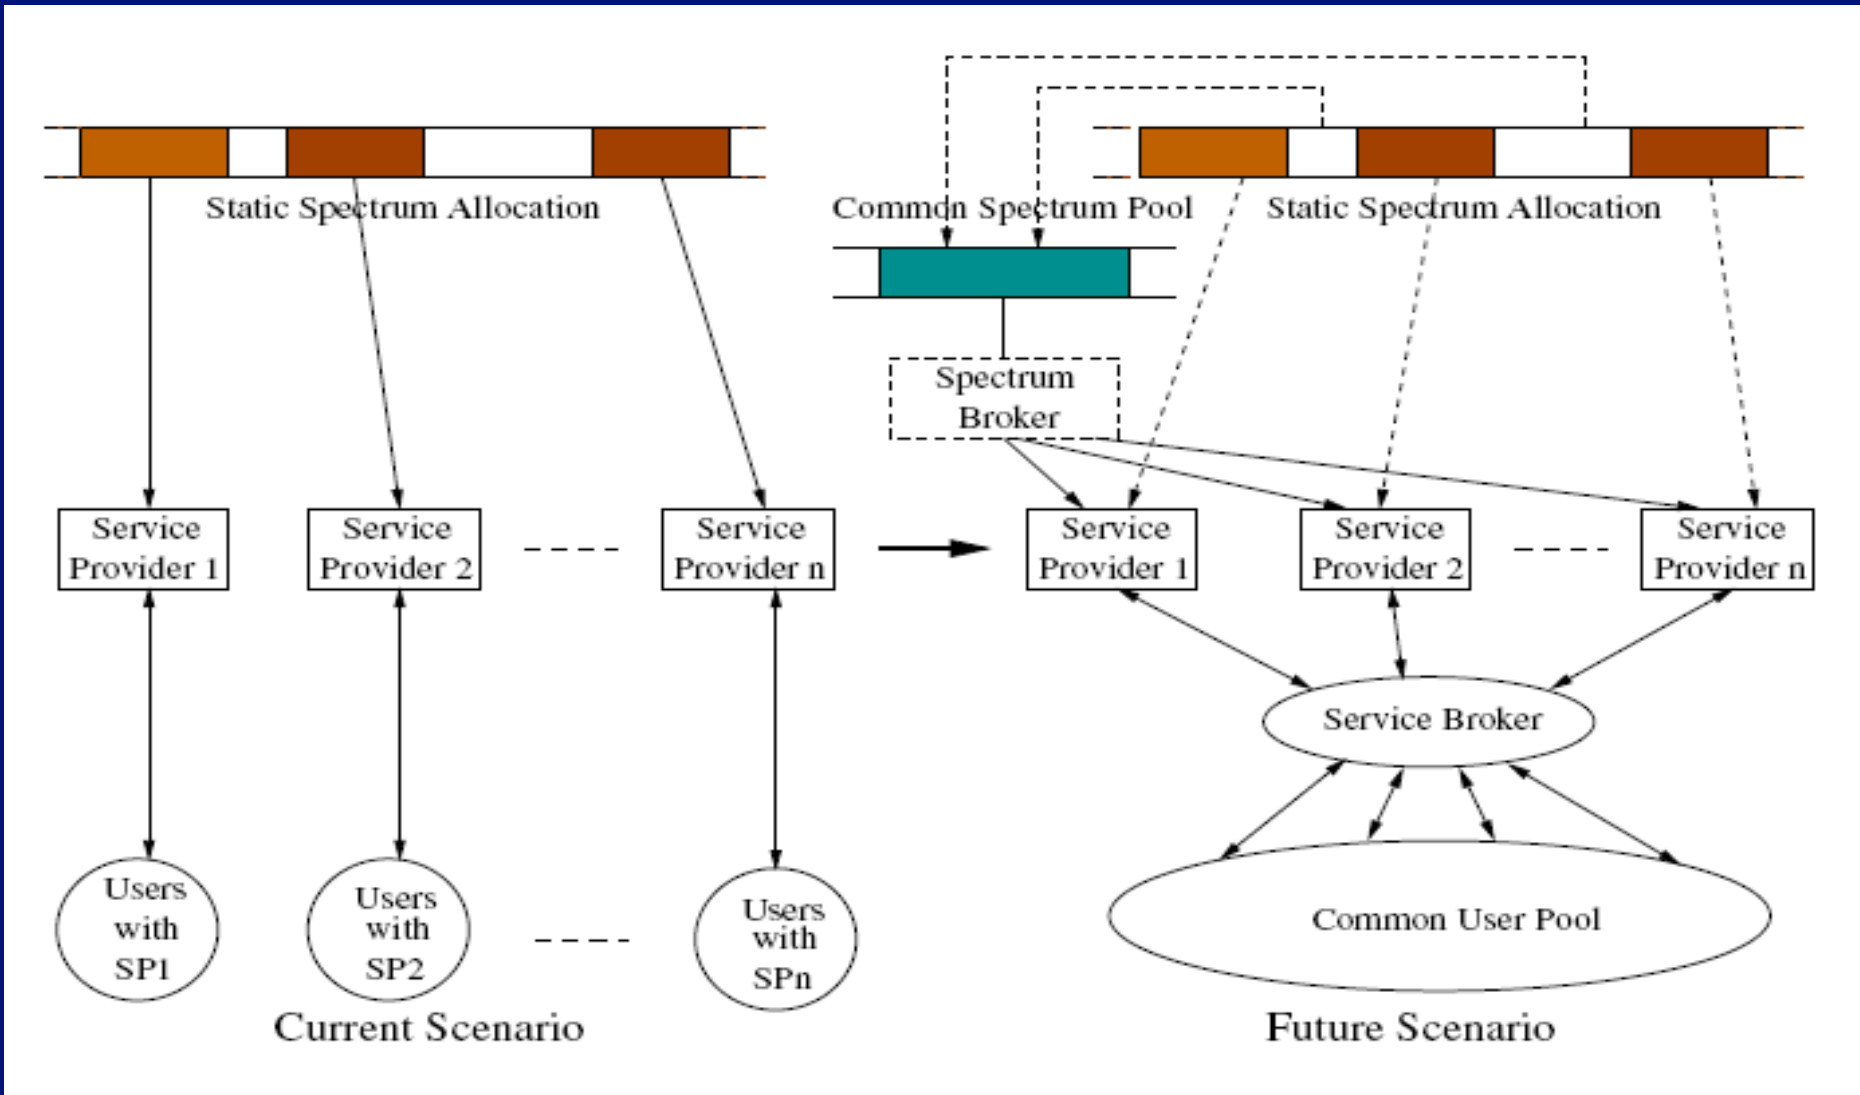 Static Spectrum Allocation
Common Spectrum Pool
Static Spectrum Allocation
Spectrum
Broker
Service
Provider 1
Service
Provider 2
Service
Provider n
Service
Provider 1
Service
Provider 2
Service
Provider n
Service Broker
Users
with
SP1
Users
with
SP2
Users
with
SPn
Common User Pool
Current Scenario
Future Scenario